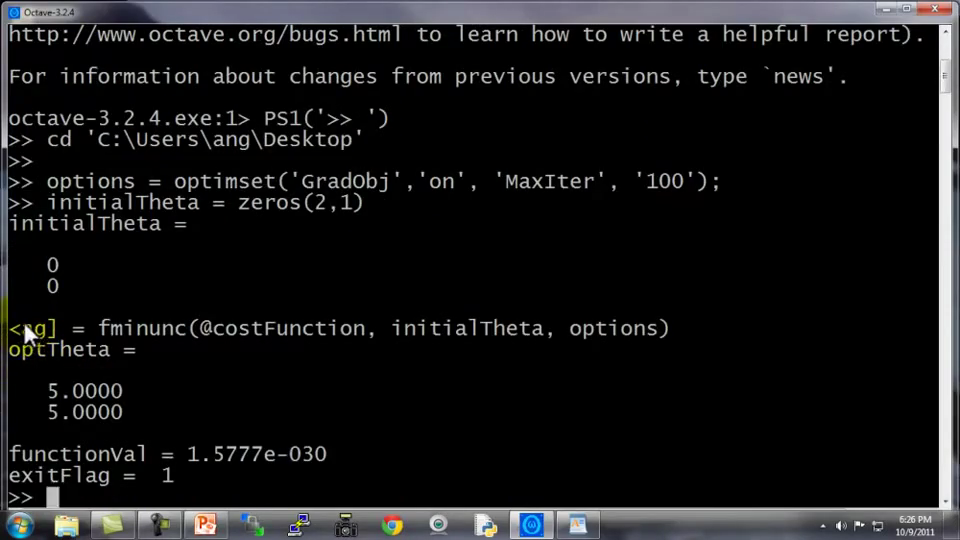 Octave-3.2.4
http://www.octave.org/bugs.html to learn how to write a helpful report).
For information about changes from previous versions, type `news'.
octave-3.2.4.exe:1> PS1('>> ')
>> cd 'C:\Users\ang\Desktop'
>>
>> options = optimset('GradObj','on', 'MaxIter', '100');
>> initialTheta = zeros(2,1)
initialTheta =
0
0
] = fminunc(@costFunction, initialTheta, options)
optTheta =
5.0000
5.0000
functionVal = 1.5777e-030
exitFlag = 1
>>
6:26 PM
10/9/2011